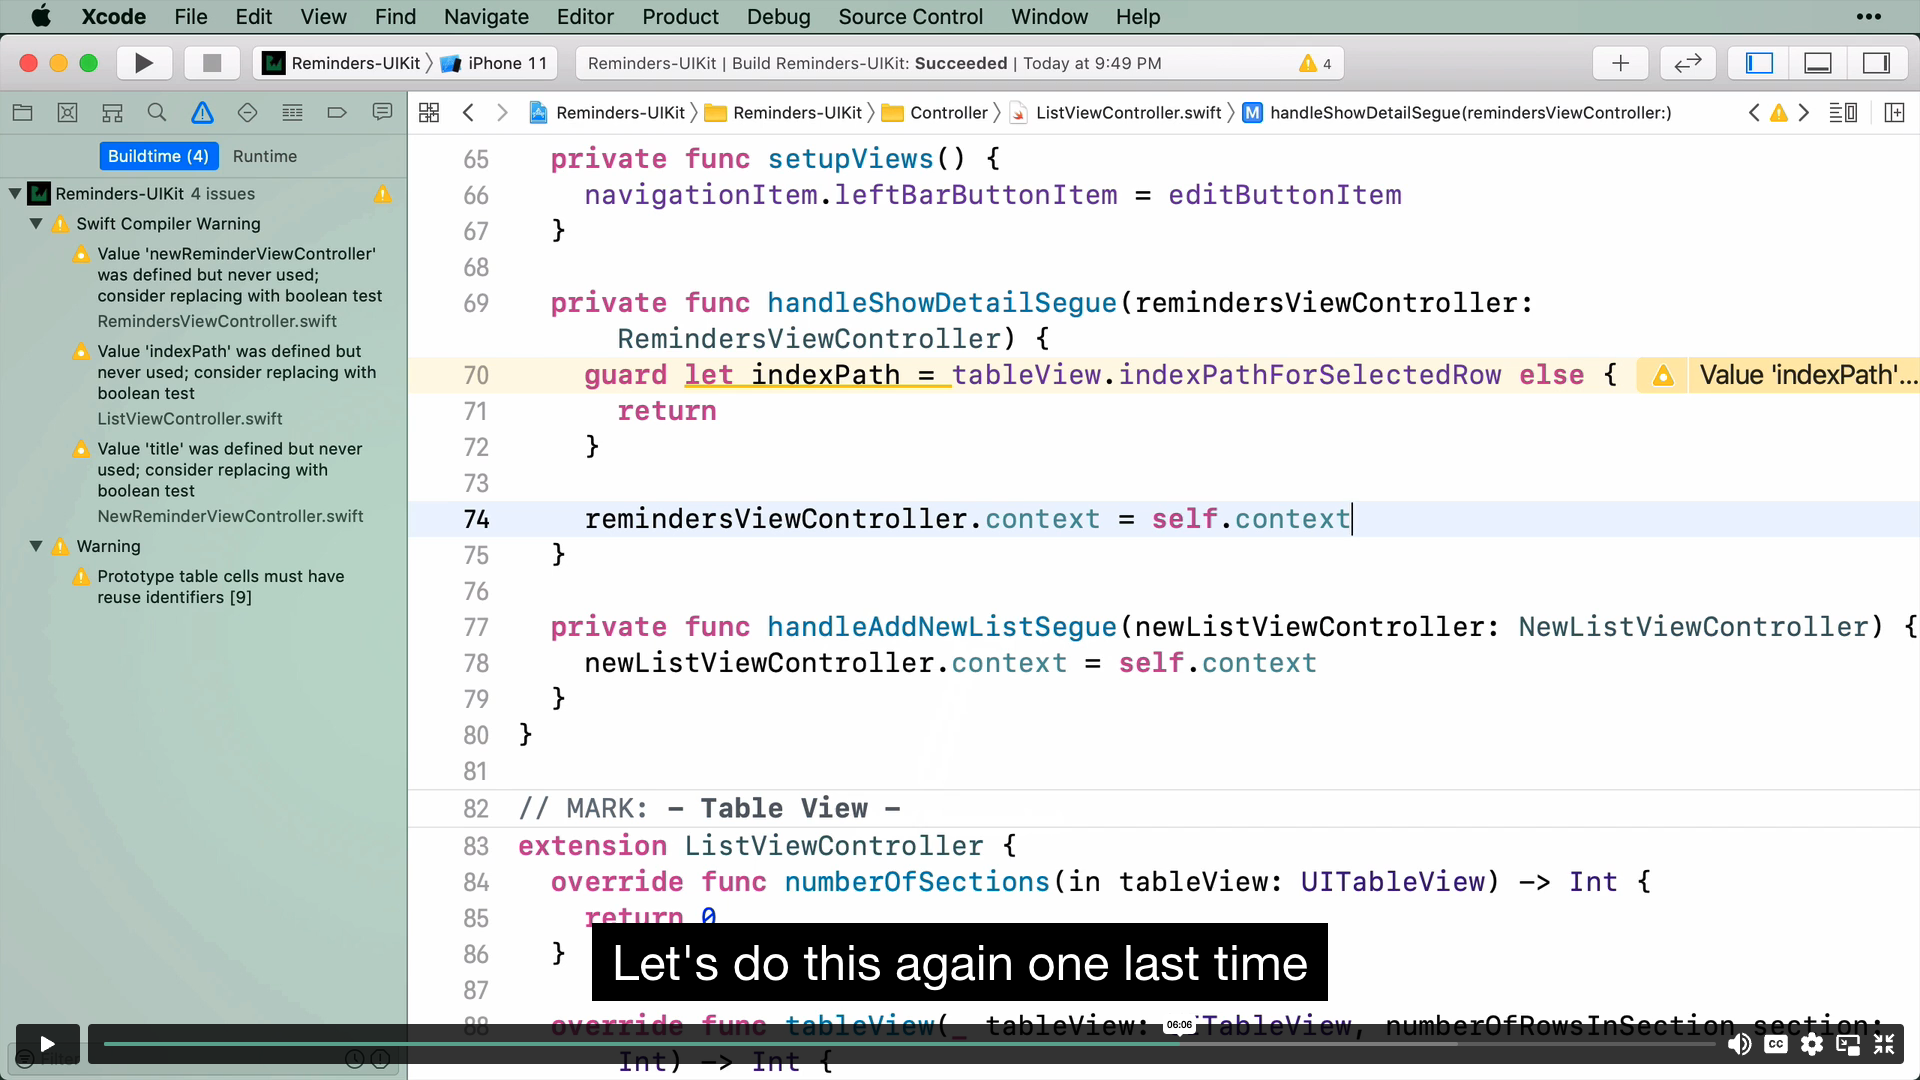 Xcode File Edit View Find Navigate Editor Product Debug Source Control Window Help •••
Reminders-UIKit iPhone 11
Reminders-UIKit | Build Reminders-UIKit: Succeeded | Today at 9:49 PM 4
Reminders-UIKit Reminders-UIKit Controller ListViewController.swift M handleShowDetailSegue(remindersViewController:)
Buildtime (4) Runtime
Reminders-UIKit 4 issues
Swift Compiler Warning
Value 'newReminderViewController'
was defined but never used;
consider replacing with boolean test
RemindersViewController.swift
Value 'indexPath' was defined but
never used; consider replacing with
boolean test
ListViewController.swift
Value 'title' was defined but never
used; consider replacing with
boolean test
NewReminderViewController.swift
Warning
Prototype table cells must have
reuse identifiers [9]
Filter
65 private func setupViews() {
66 navigationItem.leftBarButtonItem = editButtonItem
67 }
68
69 private func handleShowDetailSegue(remindersViewController:
RemindersViewController) {
70 guard let indexPath = tableView.indexPathForSelectedRow else { Value 'indexPath'...
71 return
72 }
73
74 remindersViewController.context = self.context
75 }
76
77 private func handleAddNewListSegue(newListViewController: NewListViewController) {
78 newListViewController.context = self.context
79 }
80 }
81
82 // MARK: - Table View -
83 extension ListViewController {
84 override func numberOfSections(in tableView: UITableView) -> Int {
85 return 0
86 }
87
88 override func tableView(_ tableView: UITableView, numberOfRowsInSection section:
Int) -> Int {
Let's do this again one last time
06:06
CC